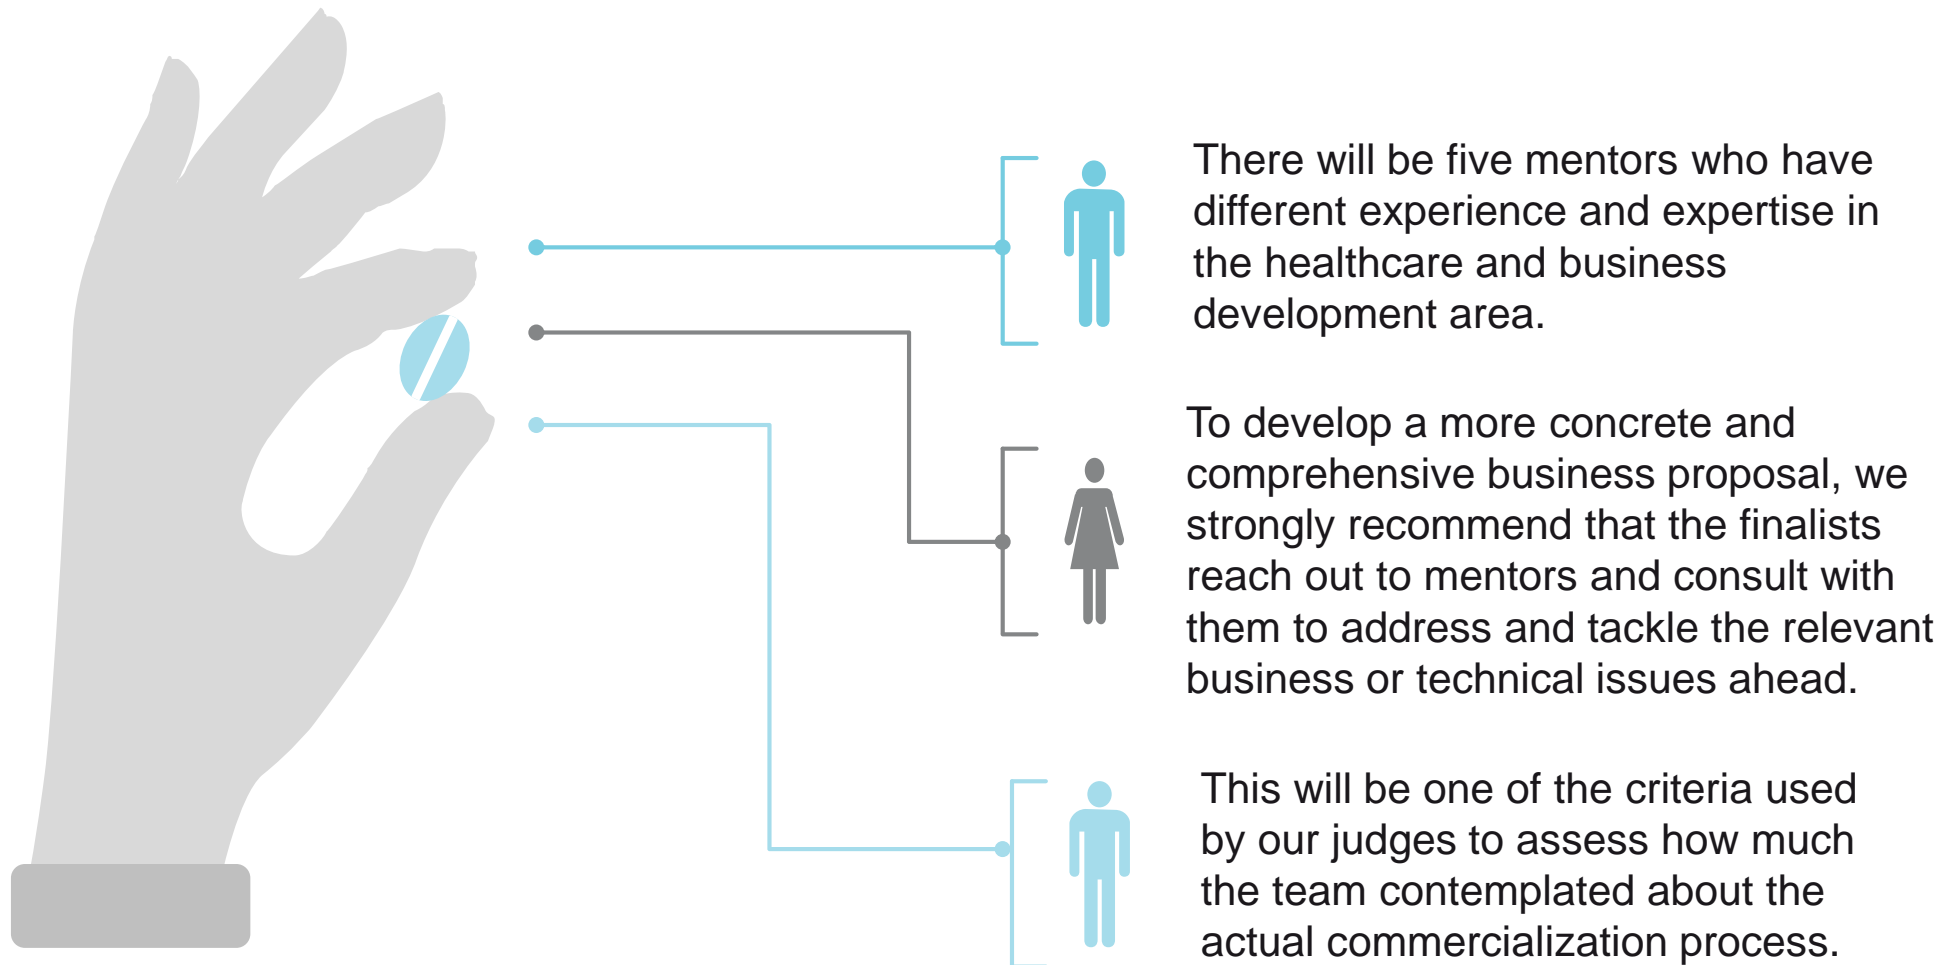 There will be five mentors who have
different experience and expertise in
the healthcare and business
development area.
To develop a more concrete and
comprehensive business proposal, we
strongly recommend that the finalists
reach out to mentors and consult with
them to address and tackle the relevant
business or technical issues ahead.
This will be one of the criteria used
by our judges to assess how much
the team contemplated about the
actual commercialization process.